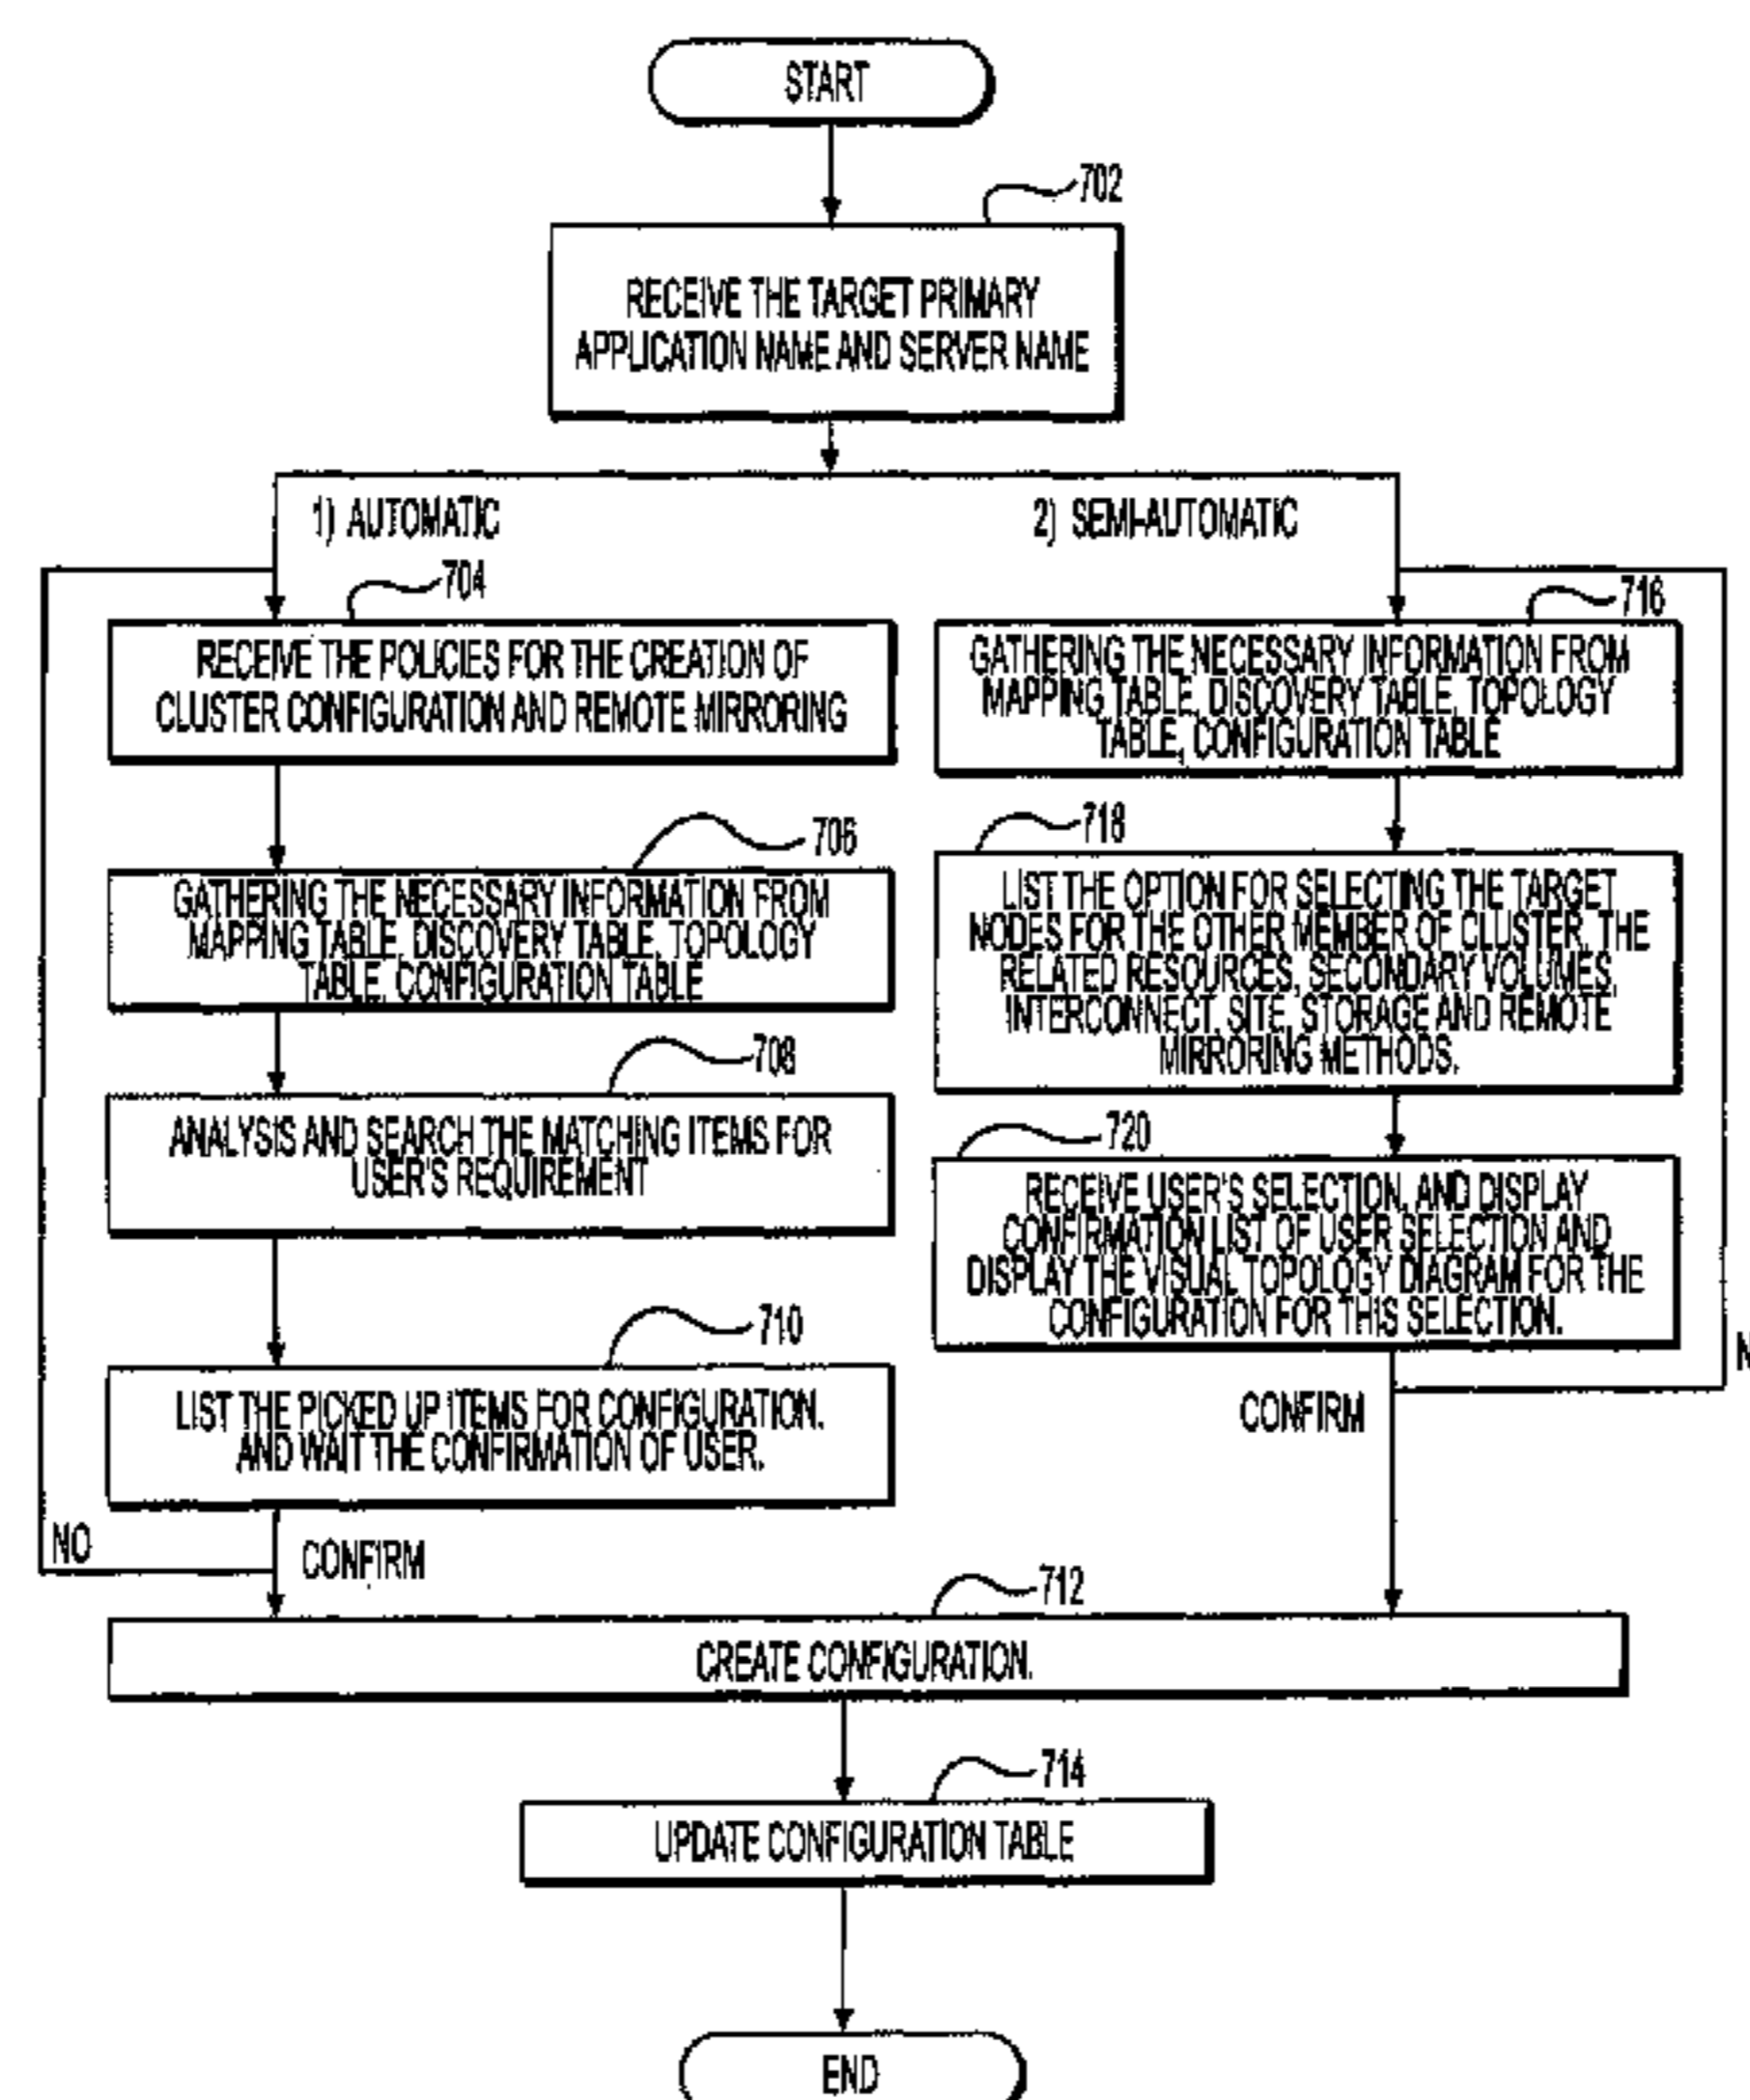 START
702
RECEIVE THE TARGET PRIMARY
APPLICATION NAME AND SERVER NAME
1) AUTOMATIC
2) SEMI-AUTOMATIC
704
RECEIVE THE POLICIES FOR THE CREATION OF
CLUSTER CONFIGURATION AND REMOTE MIRRORING
706
GATHERING THE NECESSARY INFORMATION FROM
MAPPING TABLE, DISCOVERY TABLE, TOPOLOGY
TABLE, CONFIGURATION TABLE
708
ANALYSIS AND SEARCH THE MATCHING ITEMS FOR
USER'S REQUIREMENT
710
LIST THE PICKED UP ITEMS FOR CONFIGURATION.
AND WAIT THE CONFIRMATION OF USER.
NO
CONFIRM
716
GATHERING THE NECESSARY INFORMATION FROM
MAPPING TABLE, DISCOVERY TABLE, TOPOLOGY
TABLE, CONFIGURATION TABLE
718
LIST THE OPTION FOR SELECTING THE TARGET
NODES FOR THE OTHER MEMBER OF CLUSTER, THE
RELATED RESOURCES, SECONDARY VOLUMES,
INTERCONNECT, SITE, STORAGE AND REMOTE
MIRRORING METHODS.
720
RECEIVE USER'S SELECTION, AND DISPLAY
CONFIRMATION LIST OF USER SELECTION AND
DISPLAY THE VISUAL TOPOLOGY DIAGRAM FOR THE
CONFIGURATION FOR THIS SELECTION.
CONFIRM
712
CREATE CONFIGURATION.
714
UPDATE CONFIGURATION TABLE
END